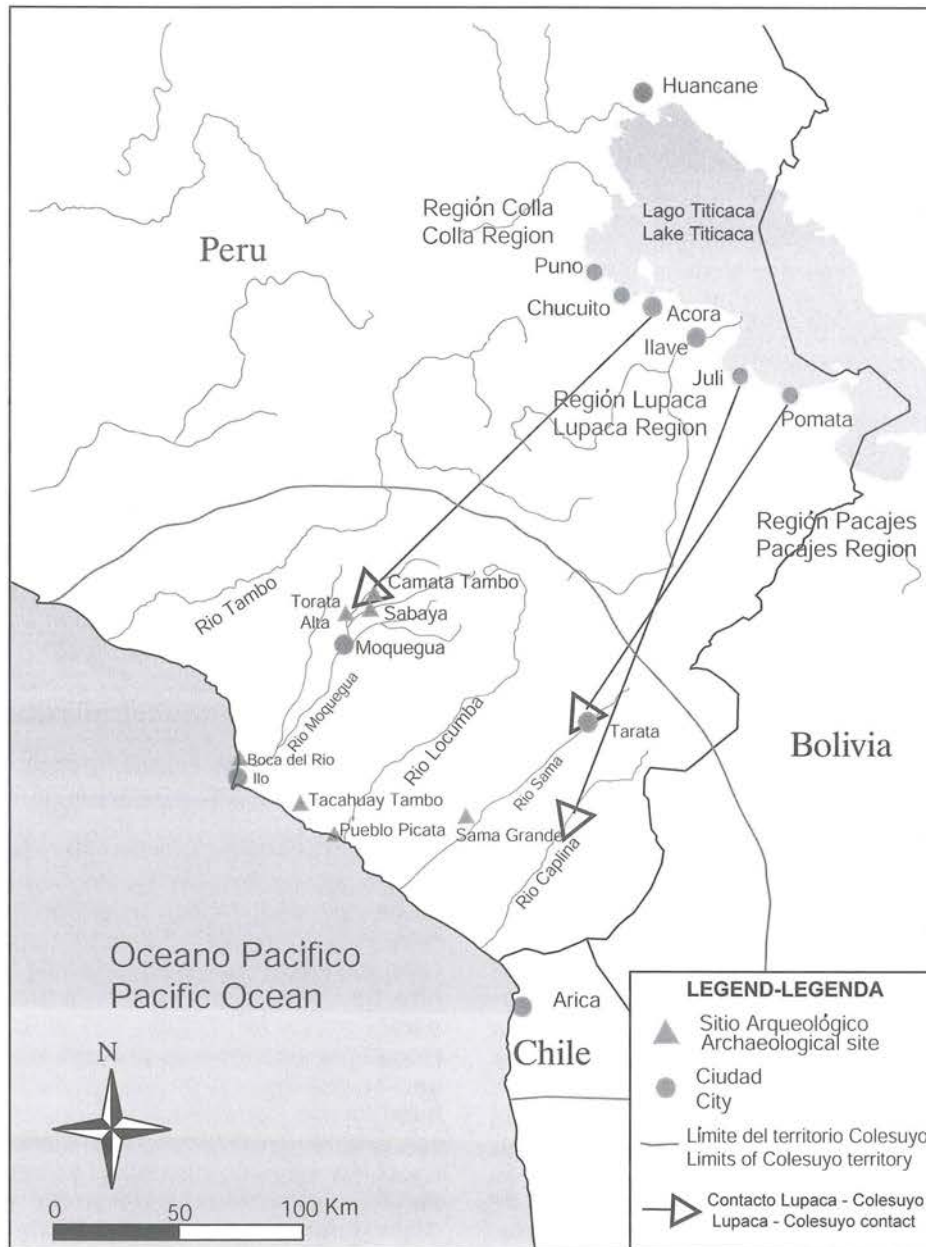 Huancane
Región Colla
Colla Region
Lago Titicaca
Lake Titicaca
Peru
Puno
Chucuito
Acora
Ilave
Juli
Región Lupaca
Lupaca Region
Pomata
Región Pacajes
Pacajes Region
Rio Tambo
Camata Tambo
Torata
Alta
Sabaya
Moquegua
Rio Moquegua
Rio Locumba
Tarata
Bolivia
Boca del Rio
Ilo
Rio Sama
Tacahuay Tambo
Pueblo Picata
Sama Grande
Rio Caplina
Oceano Pacífico
Pacific Ocean
Arica
Chile
N
0 50 100 Km
LEGEND-LEGENDA
Sitio Arqueológico
Archaeological site
Ciudad
City
Límite del territorio Colesuyo
Limits of Colesuyo territory
Contacto Lupaca - Colesuyo
Lupaca - Colesuyo contact